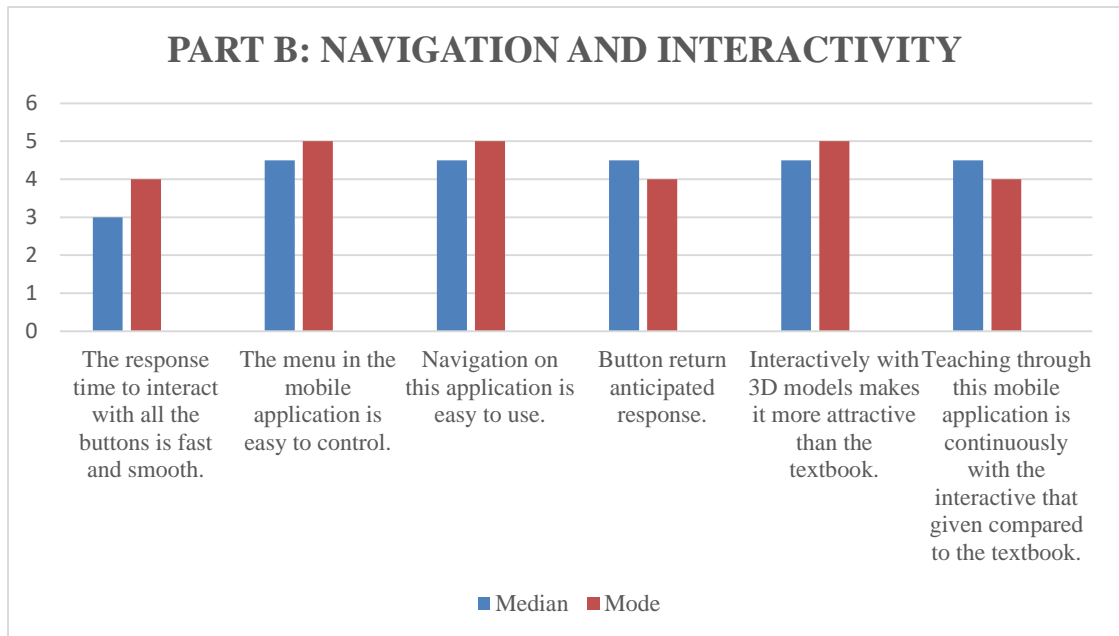 PART B: NAVIGATION AND INTERACTIVITY
6
5
4
3
2
1
0
The response
time to interact
with all the
buttons is fast
and smooth.
The menu in the
mobile
application is
easy to control.
Navigation on
this application is
easy to use.
Button return
anticipated
response.
Interactively with
3D models makes
it more attractive
than the
textbook.
Teaching through
this mobile
application is
continuously
with the
interactive that
given compared
to the textbook.
Median
Mode